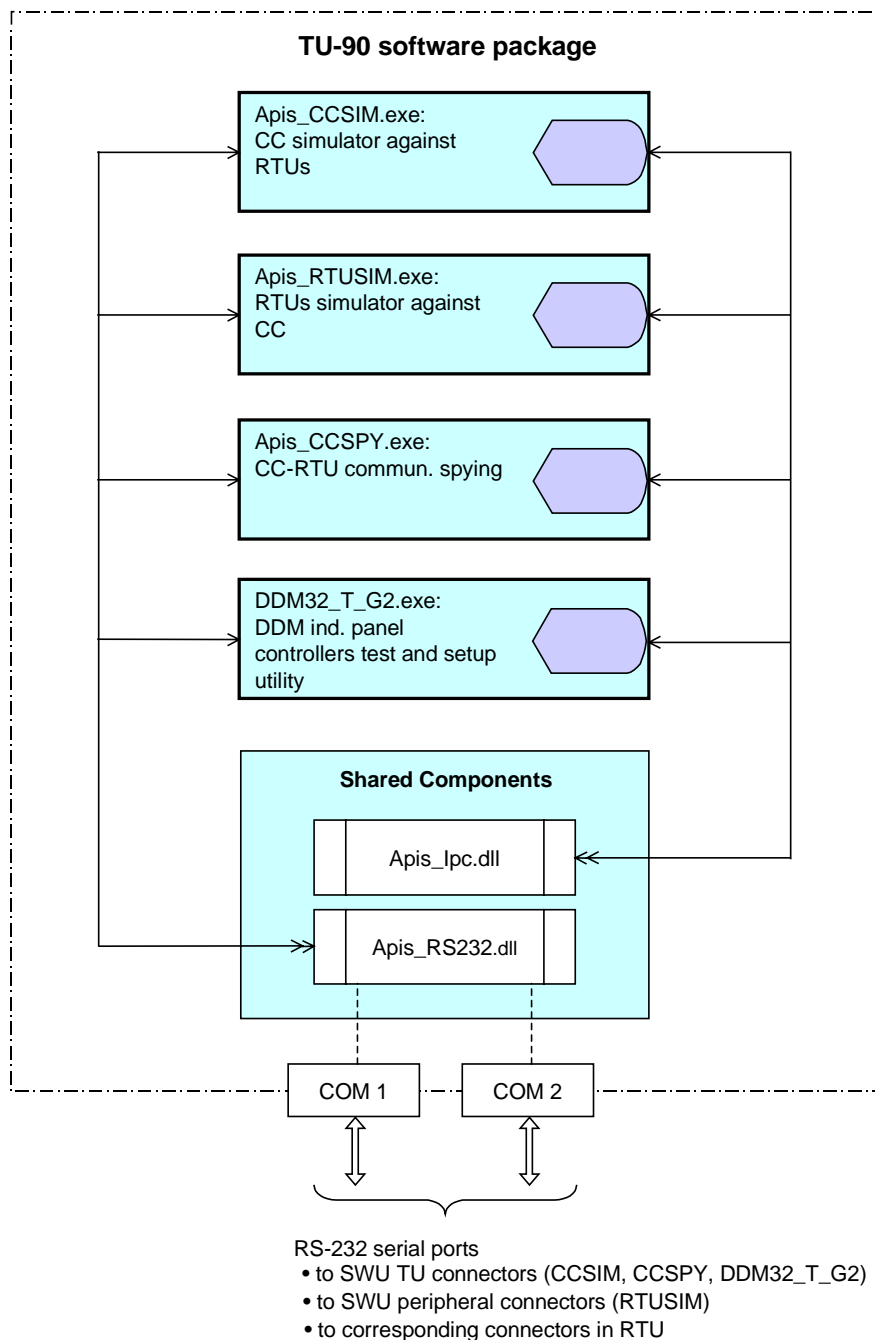 TU-90 software package
Apis_CCSIM.exe:
CC simulator against
RTUs
Apis_RTUSIM.exe:
RTUs simulator against
CC
Apis_CCSPY.exe:
CC-RTU commun. spying
DDM32_T_G2.exe:
DDM ind. panel
controllers test and setup
utility
Shared Components
Apis_Ipc.dll
Apis_RS232.dll
COM 1
COM 2
RS-232 serial ports
• to SWU TU connectors (CCSIM, CCSPY, DDM32_T_G2)
• to SWU peripheral connectors (RTUSIM)
• to corresponding connectors in RTU